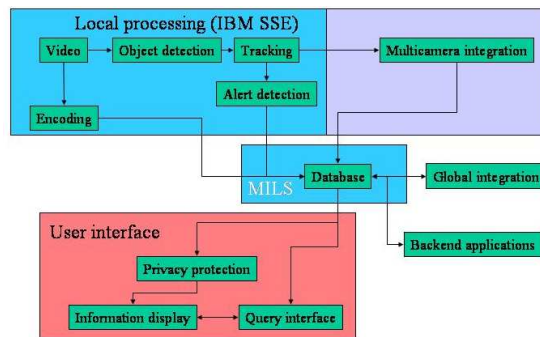 Local processing (IBM SSE)
Video
Object detection
Tracking
Multicamera integration
Alert detection
Encoding
Database
MILS
Global integration
Backend applications
User interface
Privacy protection
Information display
Query interface